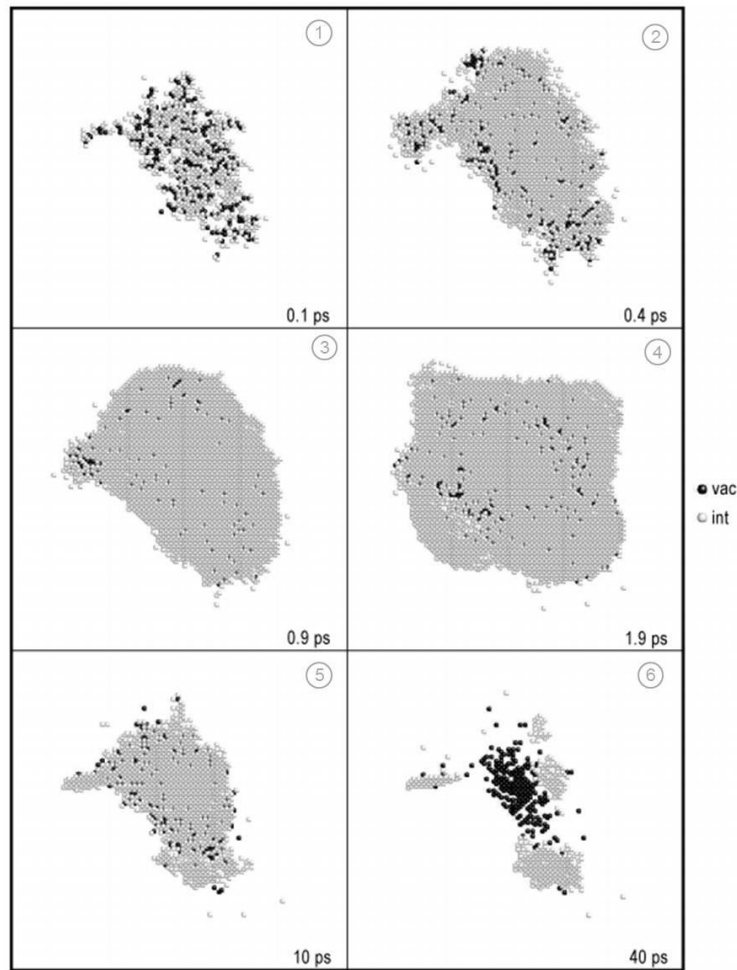 ①
②
0.1 ps
0.4 ps
③
④
vac
int
0.9 ps
1.9 ps
⑤
⑥
10 ps
40 ps